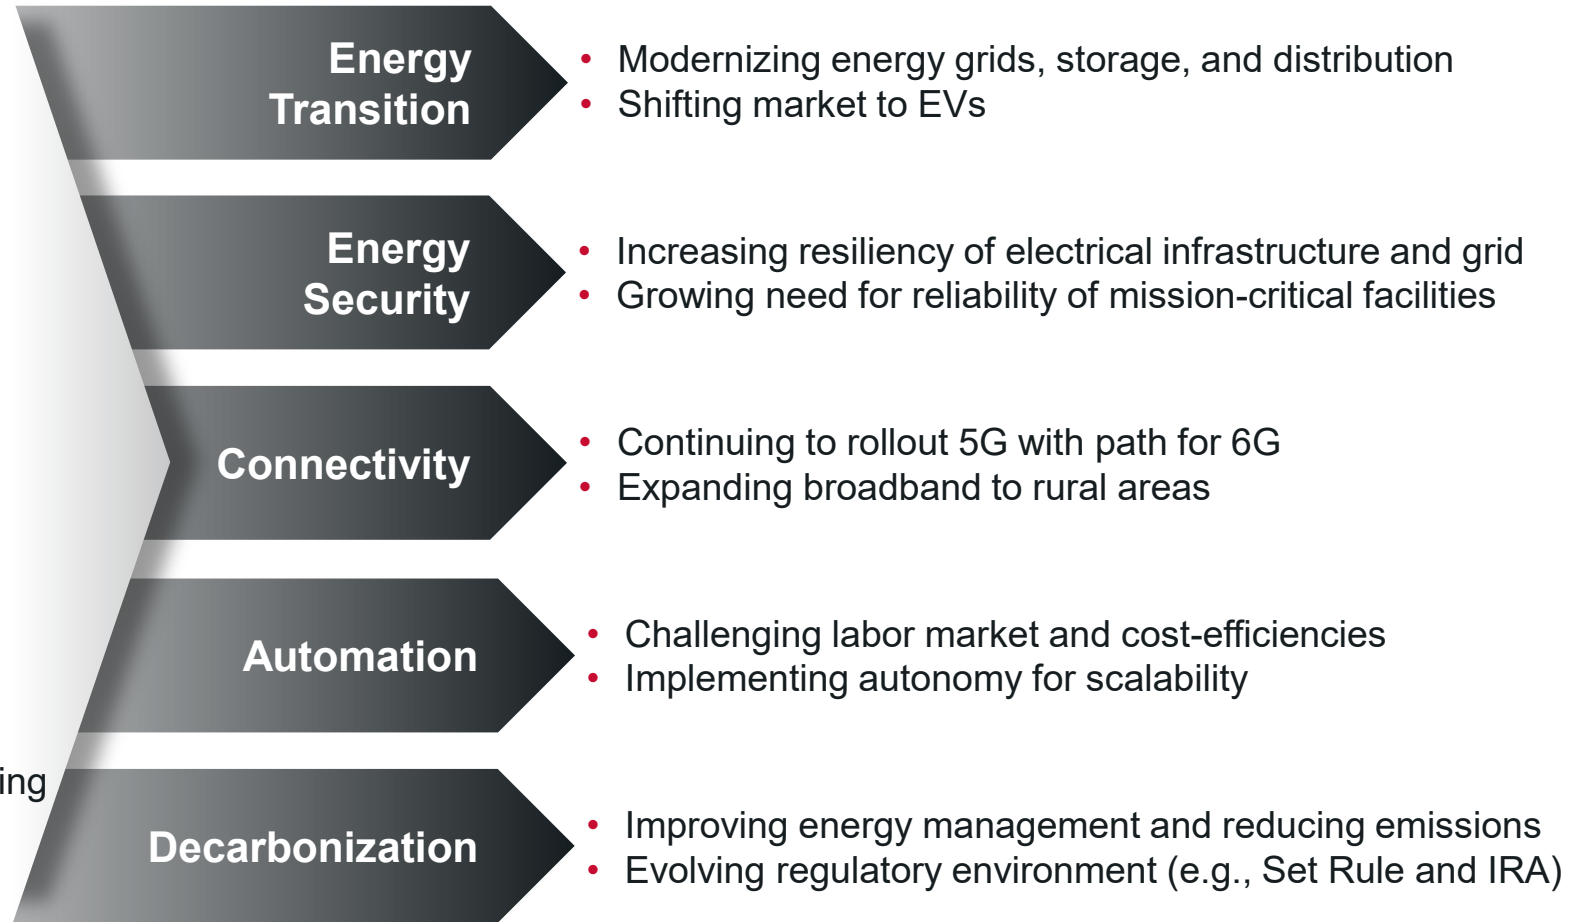 Energy
Transition
• Modernizing energy grids, storage, and distribution
• Shifting market to EVs
Energy
Security
• Increasing resiliency of electrical infrastructure and grid
• Growing need for reliability of mission-critical facilities
Connectivity
• Continuing to rollout 5G with path for 6G
• Expanding broadband to rural areas
Automation
• Challenging labor market and cost-efficiencies
• Implementing autonomy for scalability
ing
Decarbonization
• Improving energy management and reducing emissions
• Evolving regulatory environment (e.g., Set Rule and IRA)